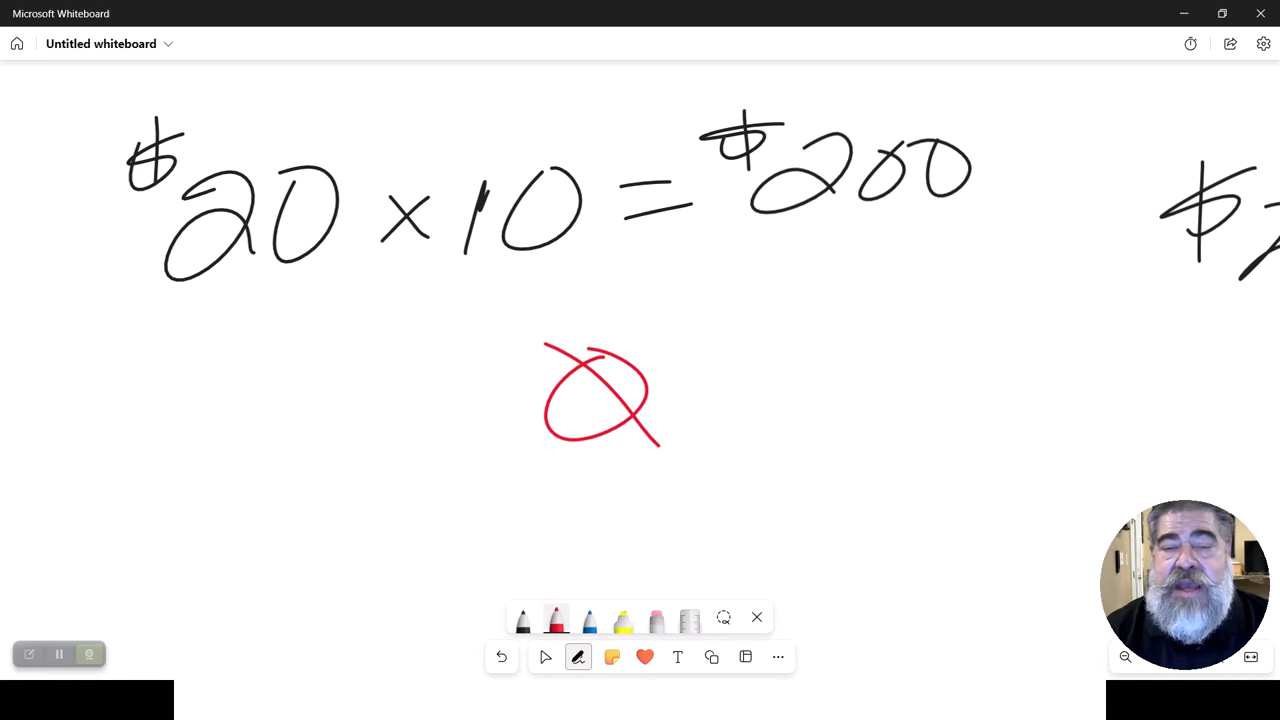 Microsoft Whiteboard
Untitled whiteboard
$20 × 10 = $200
$
T